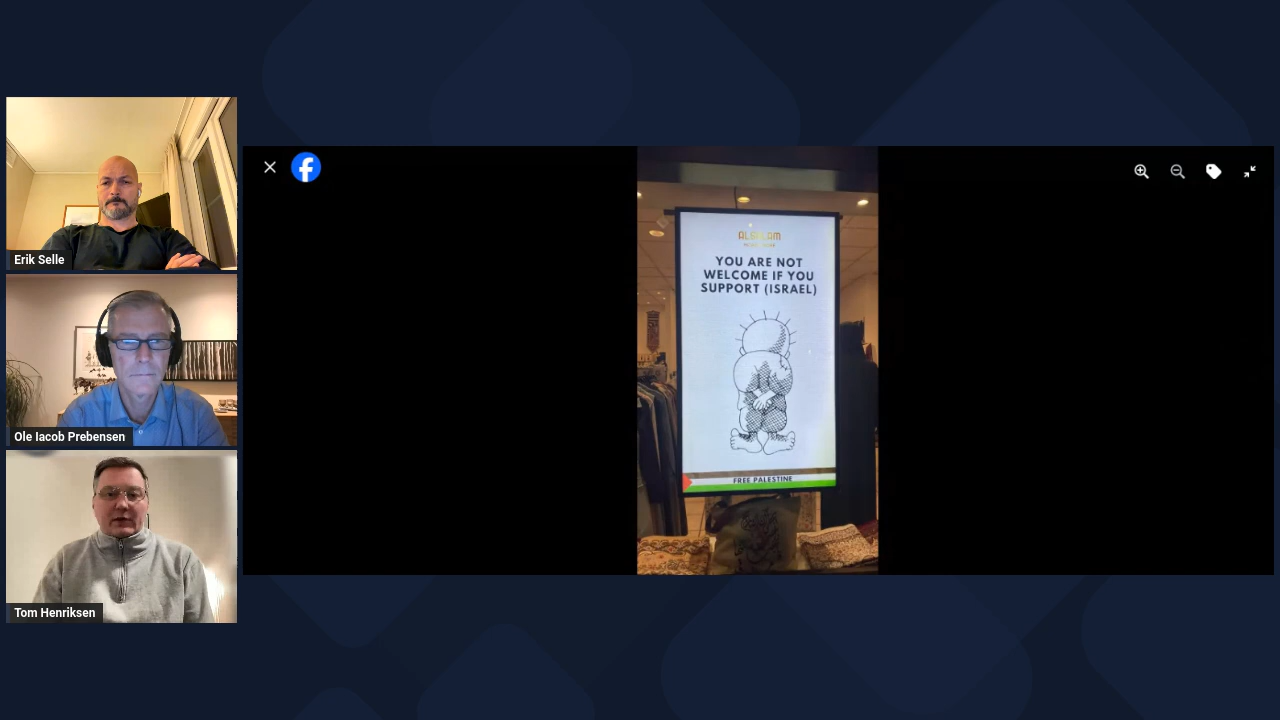 Erik Selle
Ole Iacob Prebensen
Tom Henriksen
YOU ARE NOT
WELCOME IF YOU
SUPPORT (ISRAEL)
FREE PALESTINE